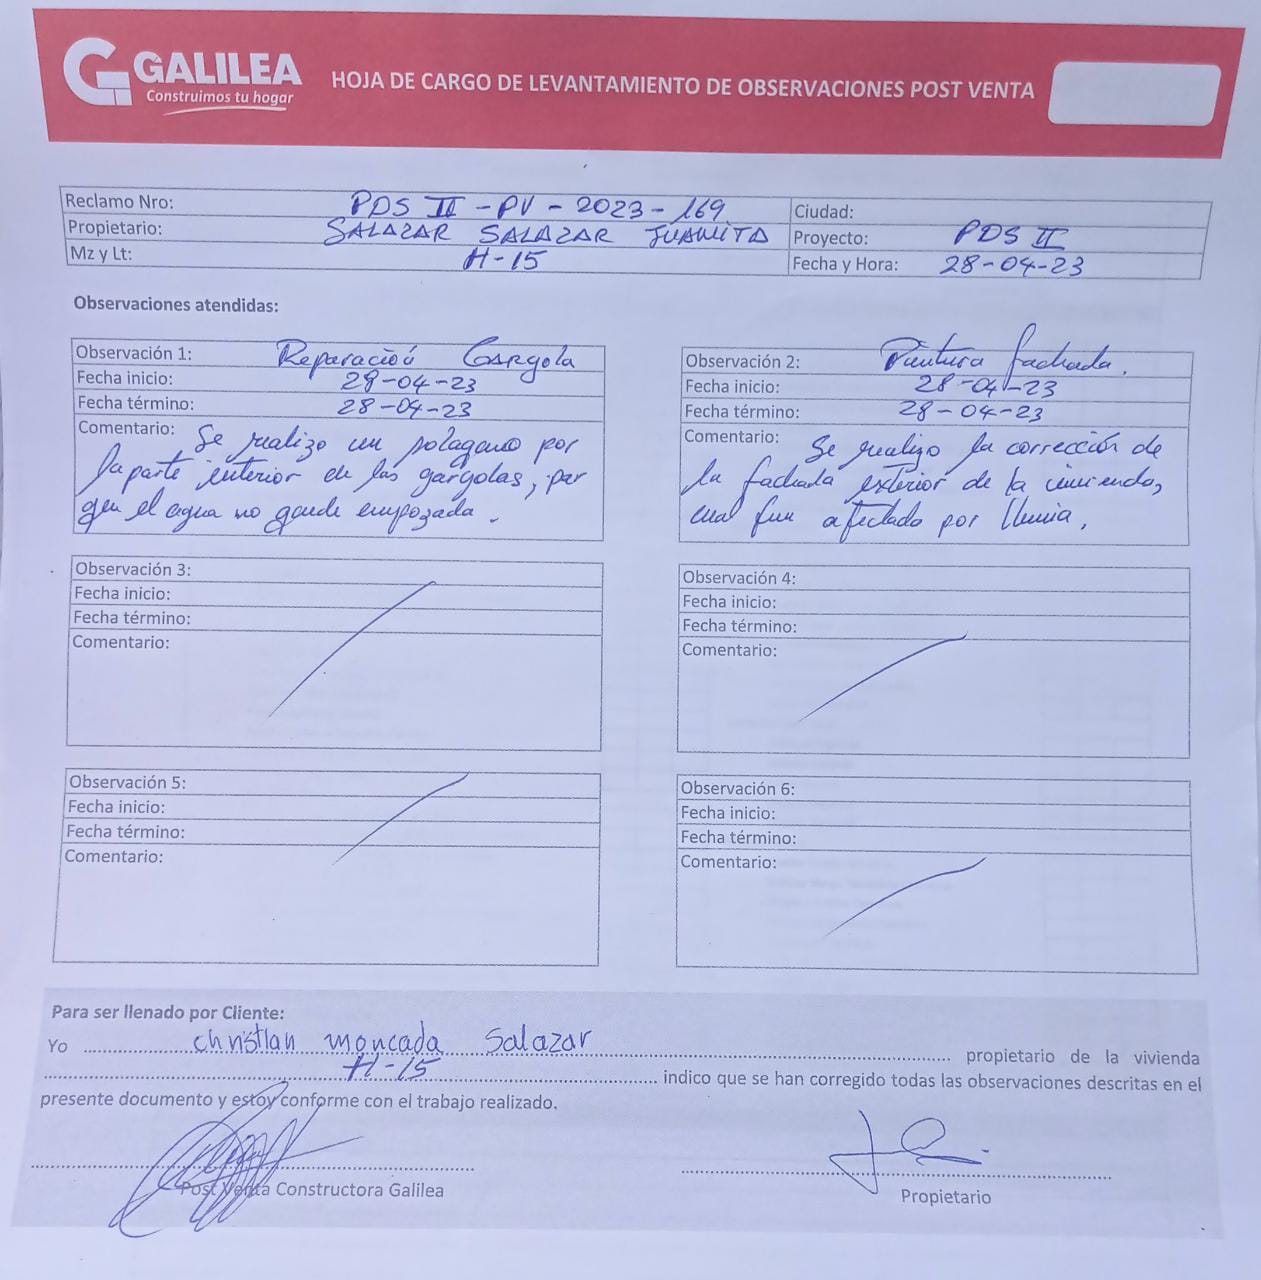 GALILEA
Construimos tu hogar
HOJA DE CARGO DE LEVANTAMIENTO DE OBSERVACIONES POST VENTA
Reclamo Nro: PDS II - PV - 2023 - 169
Propietario: SALAZAR SALAZAR JUANITA
Mz y Lt: H-15
Ciudad:
Proyecto: PDS II
Fecha y Hora: 28-04-23
Observaciones atendidas:
Observación 1: Reparación Gargola
Fecha inicio: 28-04-23
Fecha término: 28-04-23
Comentario: Se realizo un por
la parte interior de las gargolas, par
que el agua no quede empozada.
Observación 2: Pintura fachada.
Fecha inicio: 28-04-23
Fecha término: 28-04-23
Comentario: Se realizo la corrección de
la fachada exterior de la vivienda,
cual fue afectado por lluvia.
Observación 3:
Fecha inicio:
Fecha término:
Comentario:
Observación 4:
Fecha inicio:
Fecha término:
Comentario:
Observación 5:
Fecha inicio:
Fecha término:
Comentario:
Observación 6:
Fecha inicio:
Fecha término:
Comentario:
Para ser llenado por Cliente:
Yo Christian Moncada Salazar propietario de la vivienda
H-15 indico que se han corregido todas las observaciones descritas en el
presente documento y estoy conforme con el trabajo realizado.
Post Venta Constructora Galilea
Propietario